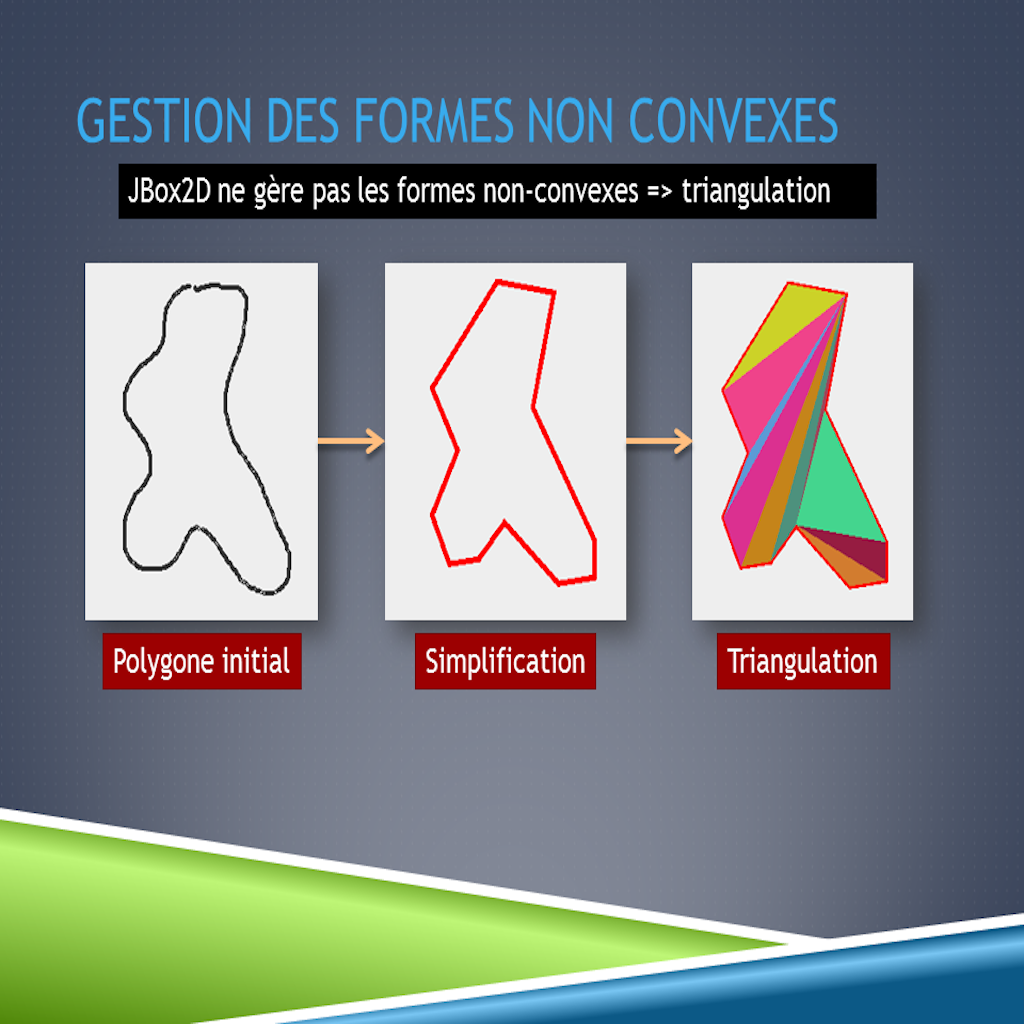 GESTION DES FORMES NON CONVEXES
JBox2D ne gère pas les formes non-convexes => triangulation
Polygone initial
Simplification
Triangulation